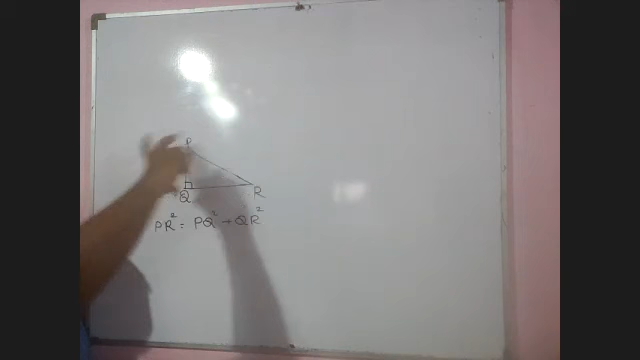 P
Q
R
PR² = PQ² + QR²